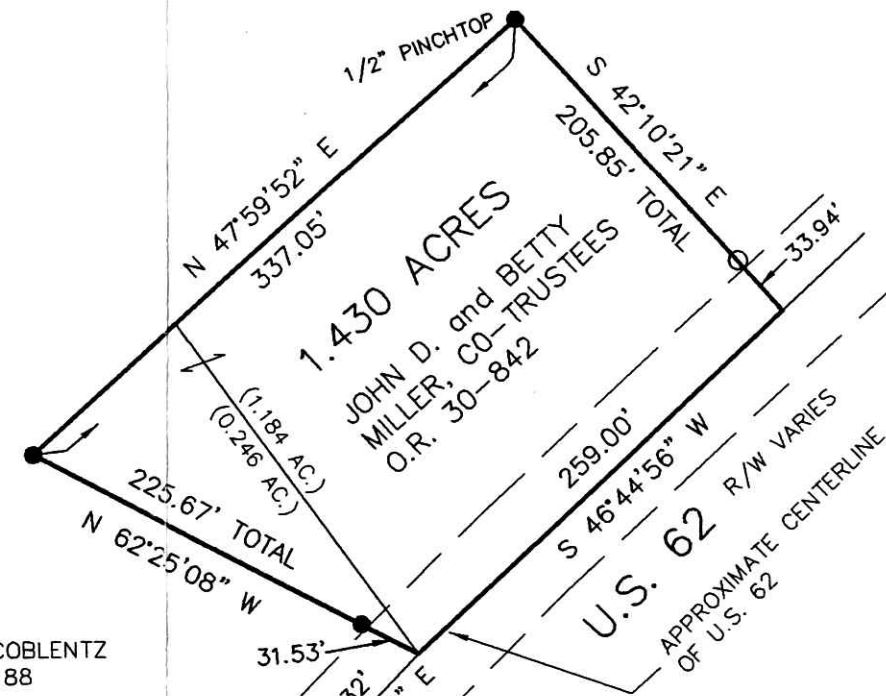 1/2" PINCHTOP
S 42°10'21" E
205.85' TOTAL
33.94'
N 47°59'52" E
337.05'
1.430 ACRES
JOHN D. and BETTY
MILLER, CO-TRUSTEES
O.R. 30-842
(1.184 AC.)
(0.246 AC.)
259.00'
S 46°44'56" W
225.67' TOTAL
N 62°25'08" W
U.S. 62 R/W VARIES
APPROXIMATE CENTERLINE
OF U.S. 62
31.53'
32'
" E
COBLENTZ
88